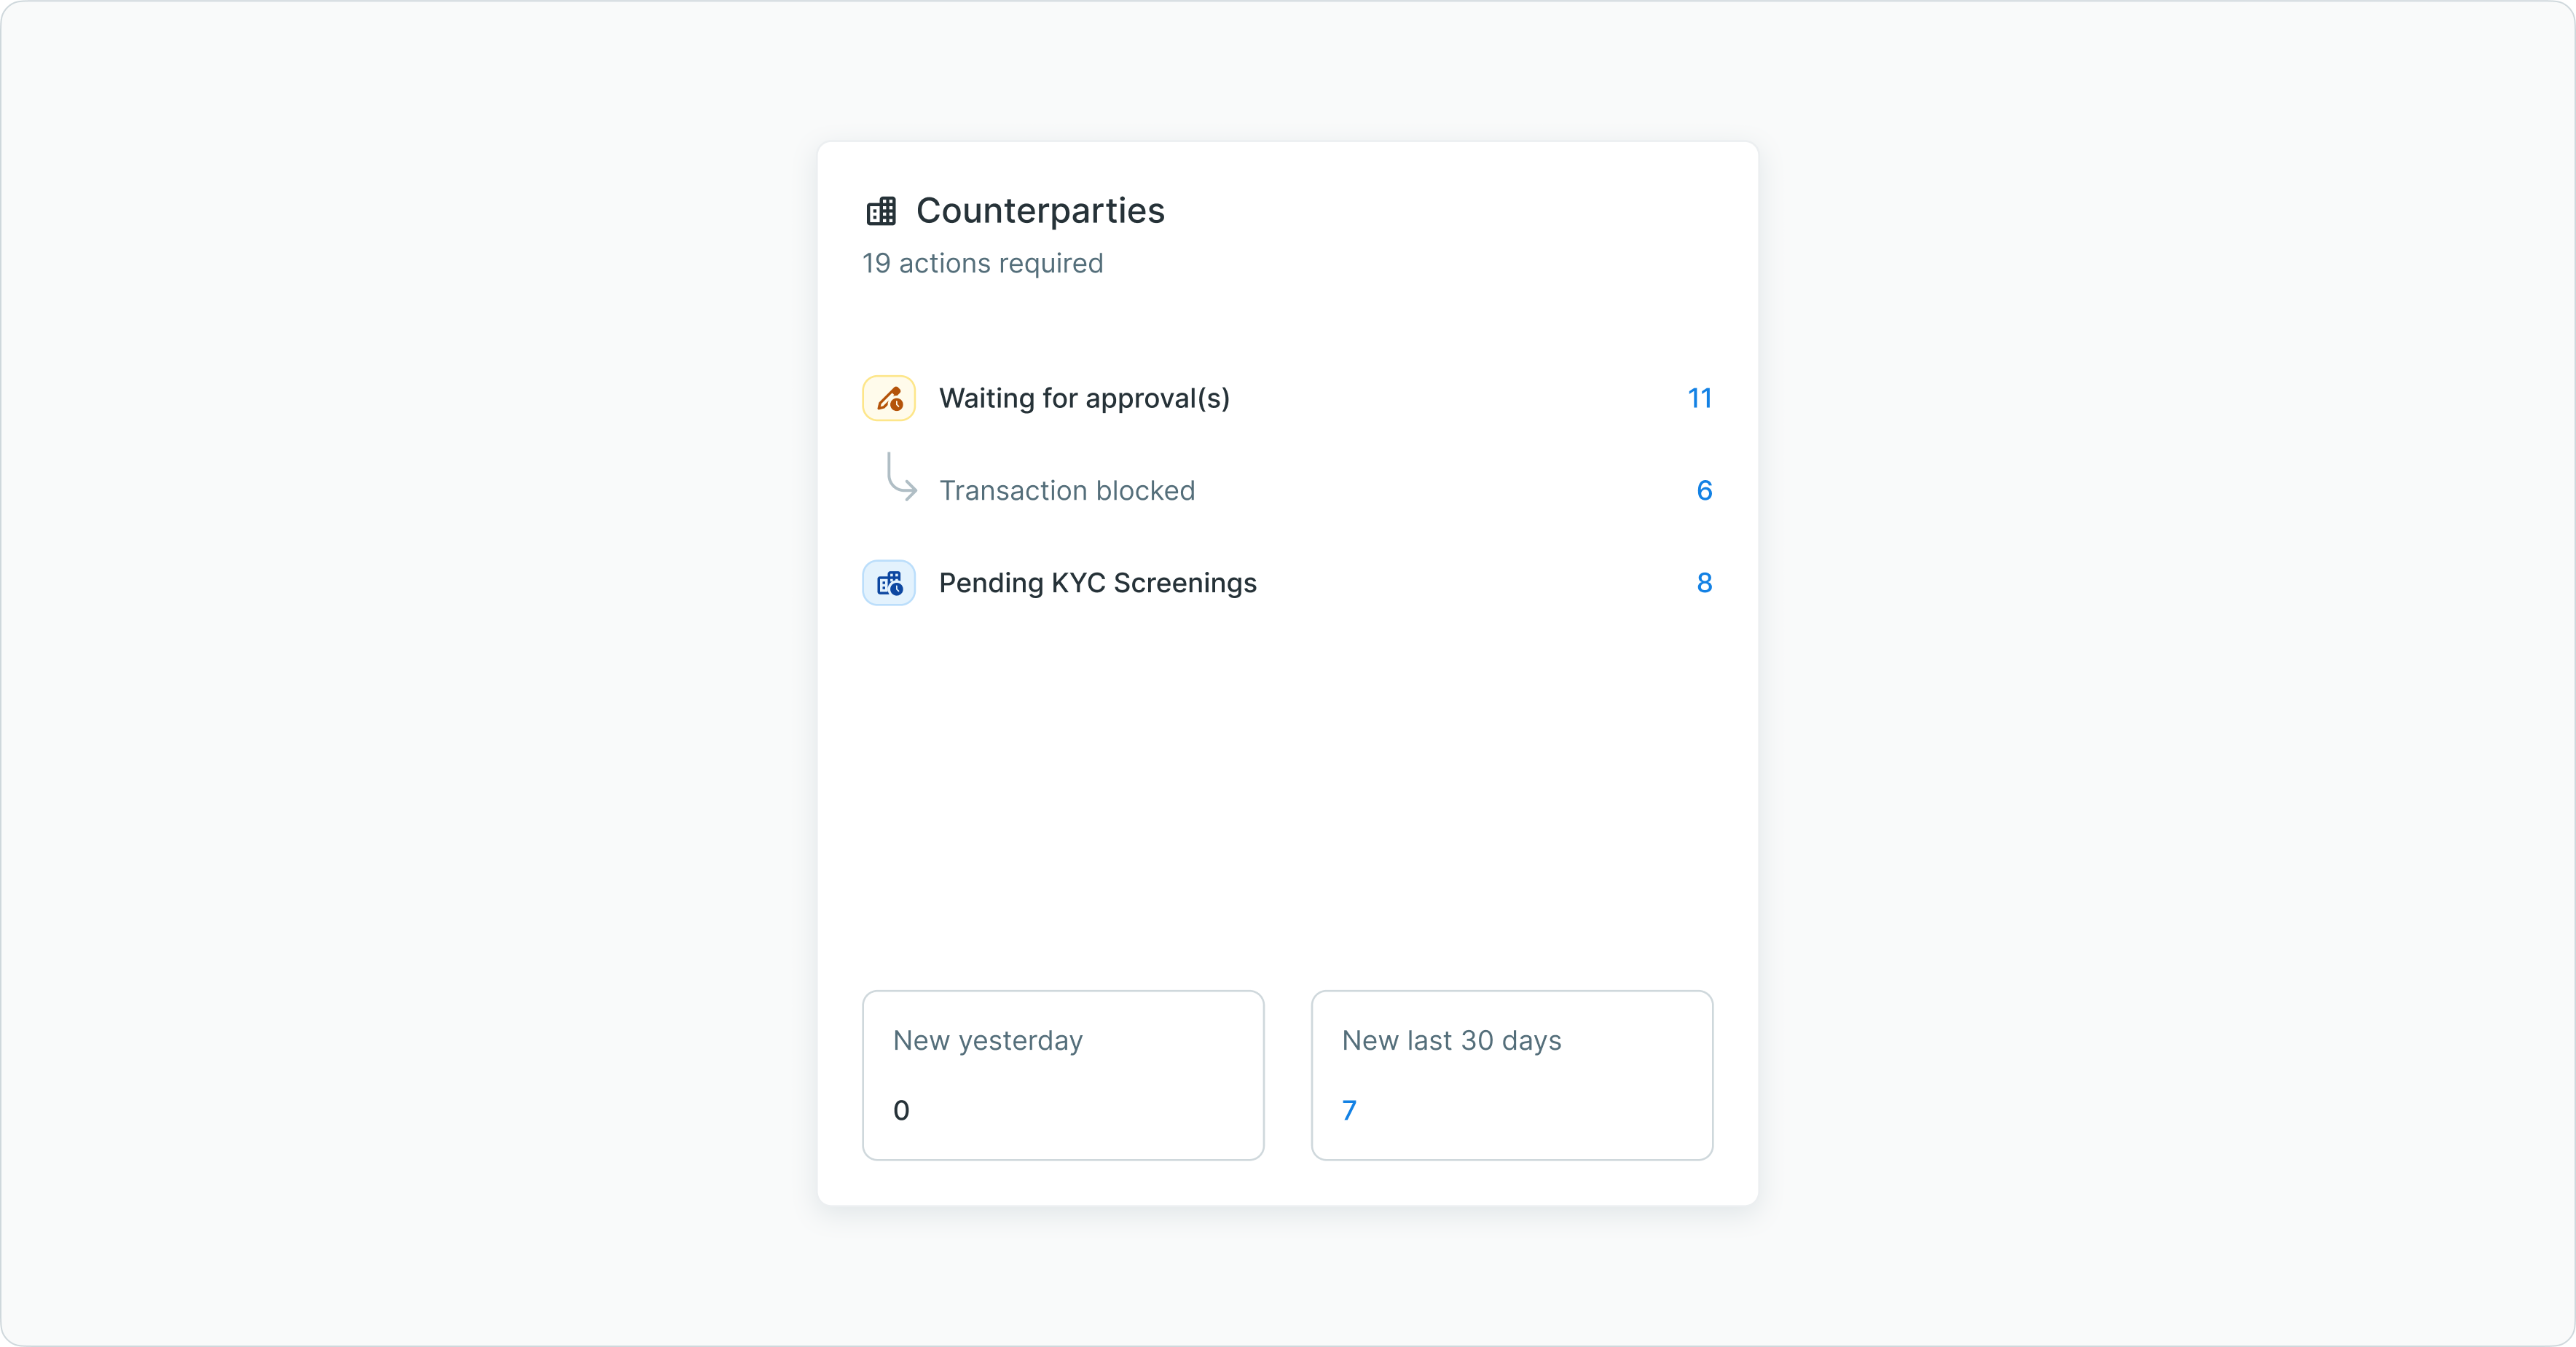 Counterparties
19 actions required
Waiting for approval(s) 11
Transaction blocked 6
Pending KYC Screenings 8
New yesterday
0
New last 30 days
7